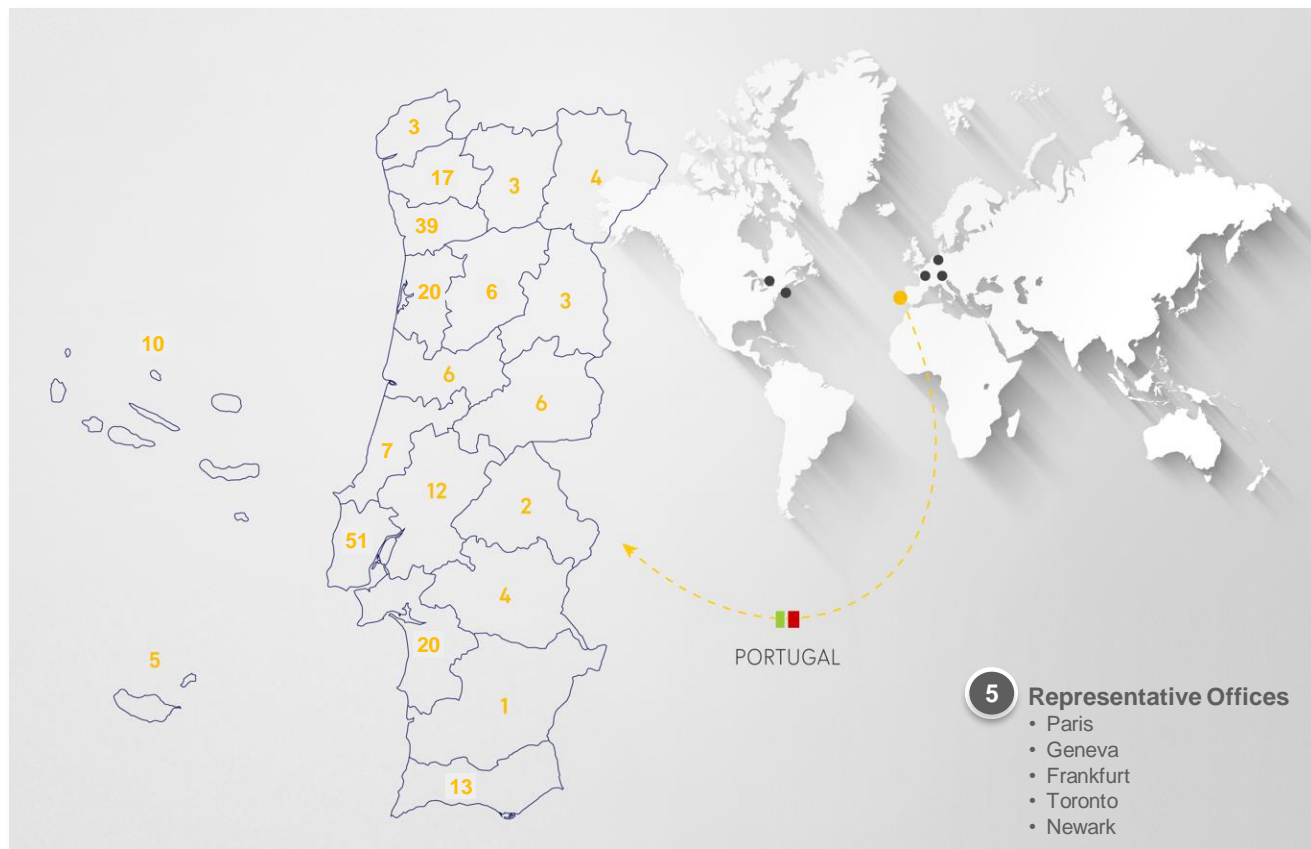 3
17
3
4
39
20
6
3
10
6
6
7
12
2
51
4
20
5
1
13
PORTUGAL
5 Representative Offices
• Paris
• Geneva
• Frankfurt
• Toronto
• Newark